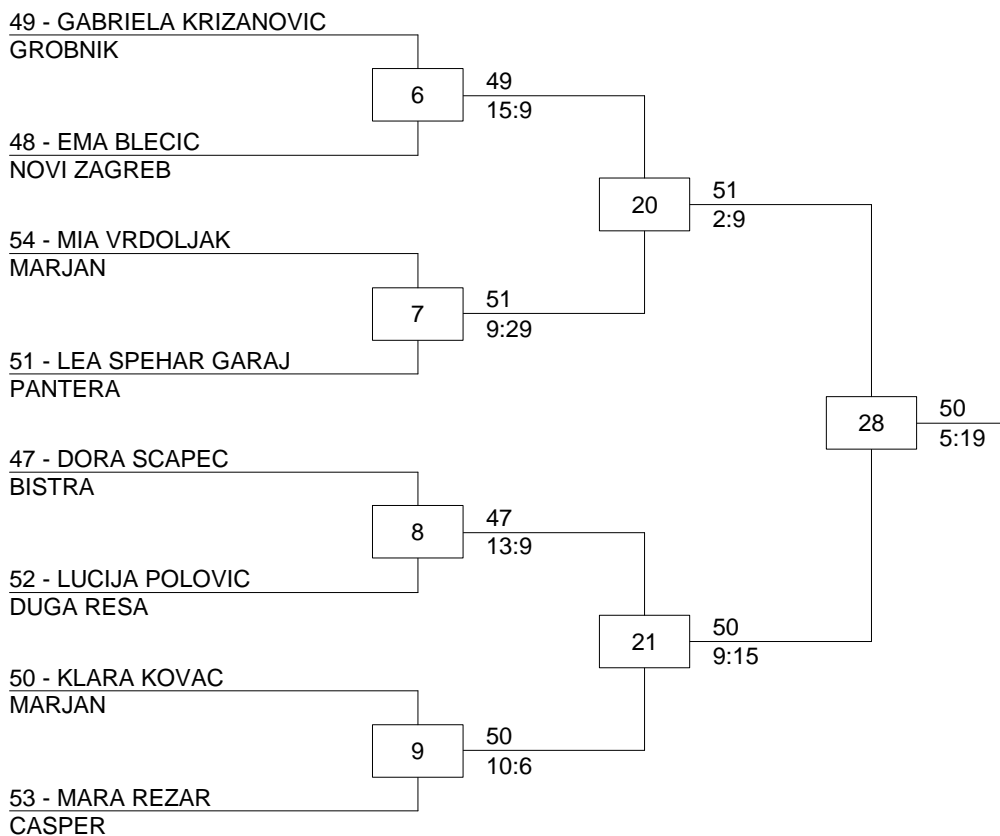 49 - GABRIELA KRIZANOVIC
GROBNIK
6
49
15:9
48 - EMA BLECIC
NOVI ZAGREB
20
51
2:9
54 - MIA VRDOLJAK
MARJAN
7
51
9:29
51 - LEA SPEHAR GARAJ
PANTERA
28
50
5:19
47 - DORA SCAPEC
BISTRA
8
47
13:9
52 - LUCIJA POLOVIC
DUGA RESA
21
50
9:15
50 - KLARA KOVAC
MARJAN
9
50
10:6
53 - MARA REZAR
CASPER